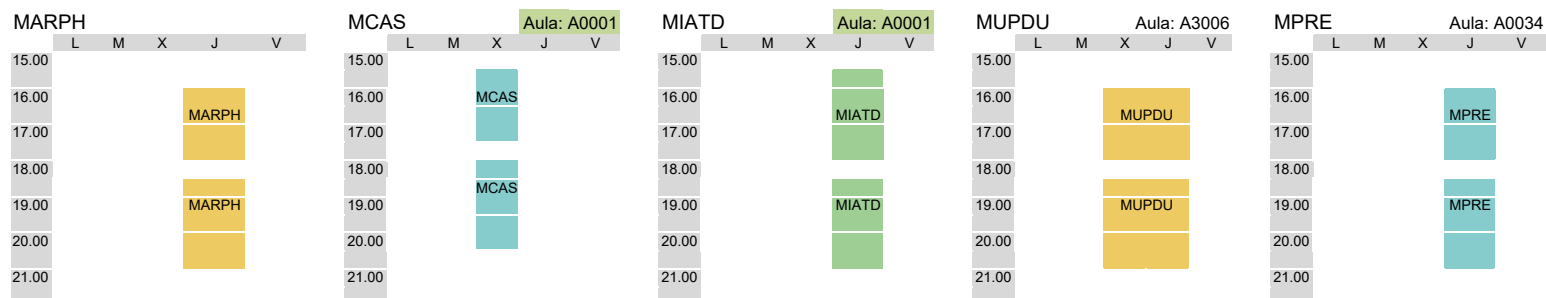 MARPH
L M X J V
15.00
16.00
MARPH
17.00
18.00
MARPH
19.00
20.00
21.00
MCAS Aula: A0001
L M X J V
15.00
16.00 MCAS
17.00
18.00
MCAS
19.00
20.00
21.00
MIATD Aula: A0001
L M X J V
15.00
16.00
MIATD
17.00
18.00
19.00 MIATD
20.00
21.00
MUPDU Aula: A3006
L M X J V
15.00
16.00
MUPDU
17.00
18.00
19.00 MUPDU
20.00
21.00
MPRE Aula: A0034
L M X J V
15.00
16.00
MPRE
17.00
18.00
19.00 MPRE
20.00
21.00